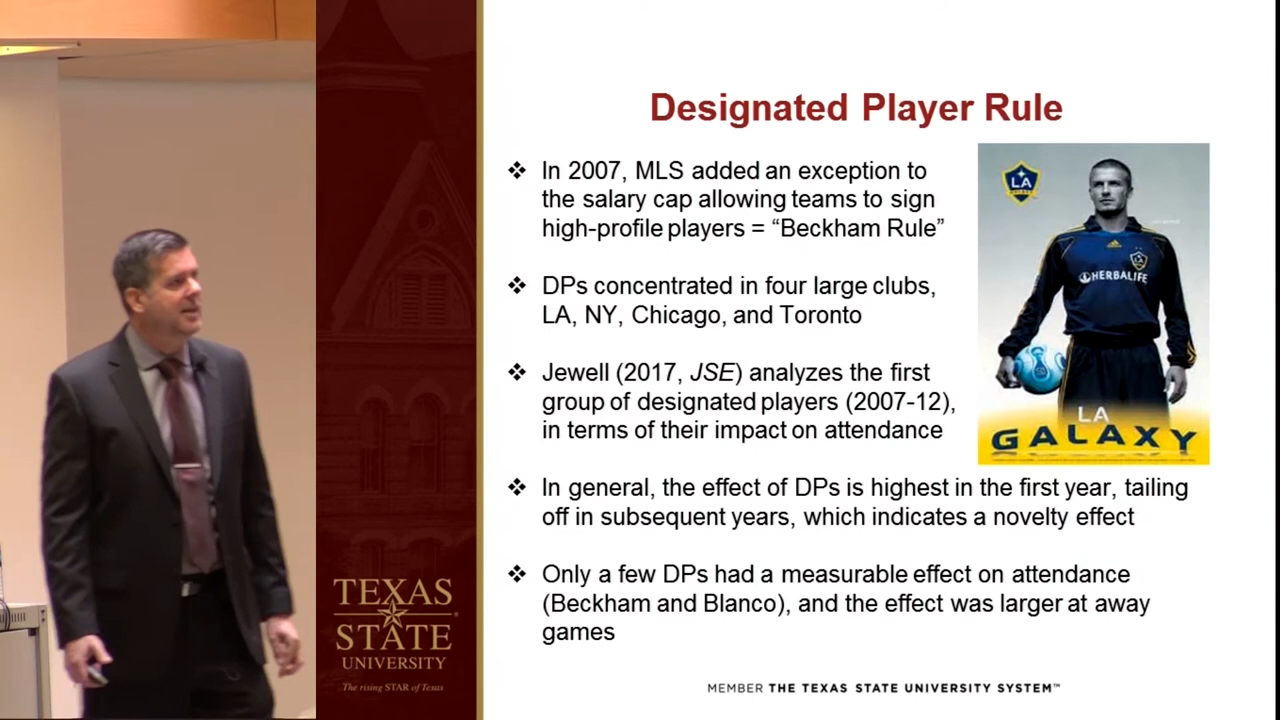 Designated Player Rule
❖ In 2007, MLS added an exception to
the salary cap allowing teams to sign
high-profile players = “Beckham Rule”
❖ DPs concentrated in four large clubs,
LA, NY, Chicago, and Toronto
❖ Jewell (2017, JSE) analyzes the first
group of designated players (2007-12),
in terms of their impact on attendance
❖ In general, the effect of DPs is highest in the first year, tailing
off in subsequent years, which indicates a novelty effect
❖ Only a few DPs had a measurable effect on attendance
(Beckham and Blanco), and the effect was larger at away
games
LA
HERBALIFE
LA
GALAXY
TEXAS
STATE®
UNIVERSITY
The rising STAR of Texas
MEMBER THE TEXAS STATE UNIVERSITY SYSTEM™